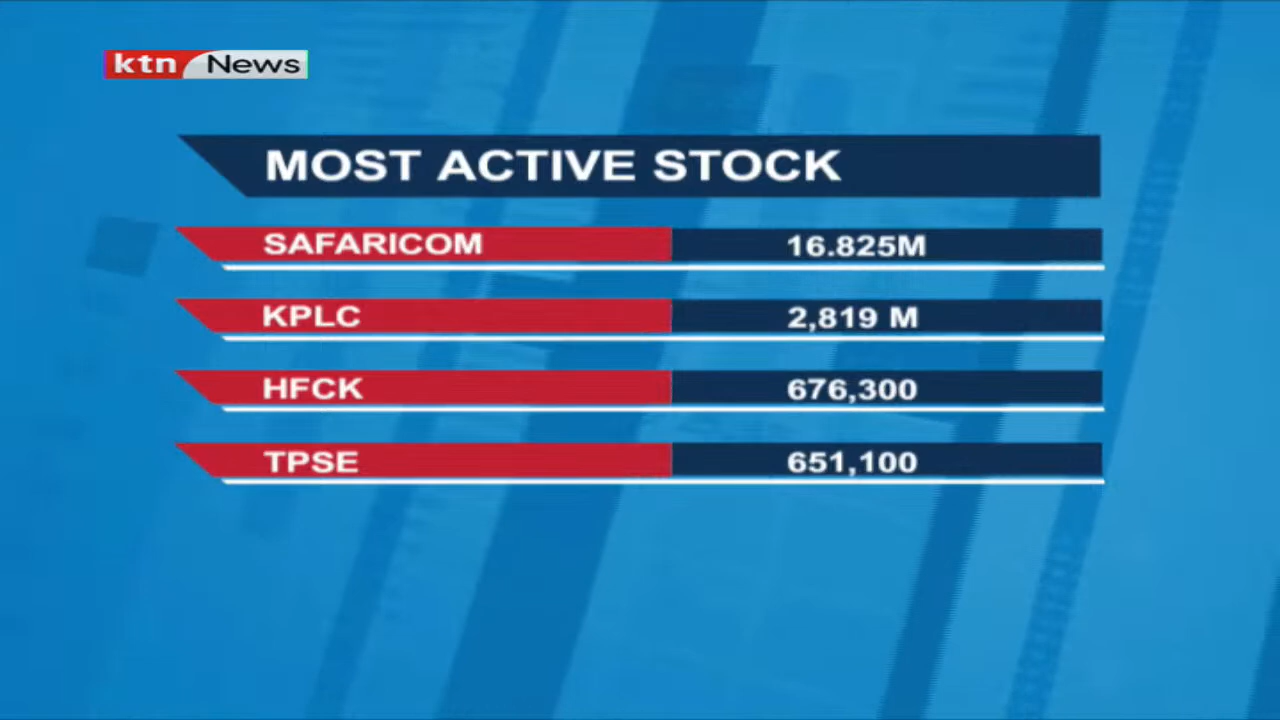 ktn News
MOST ACTIVE STOCK
SAFARICOM 16.825M
KPLC 2,819 M
HFCK 676,300
TPSE 651,100